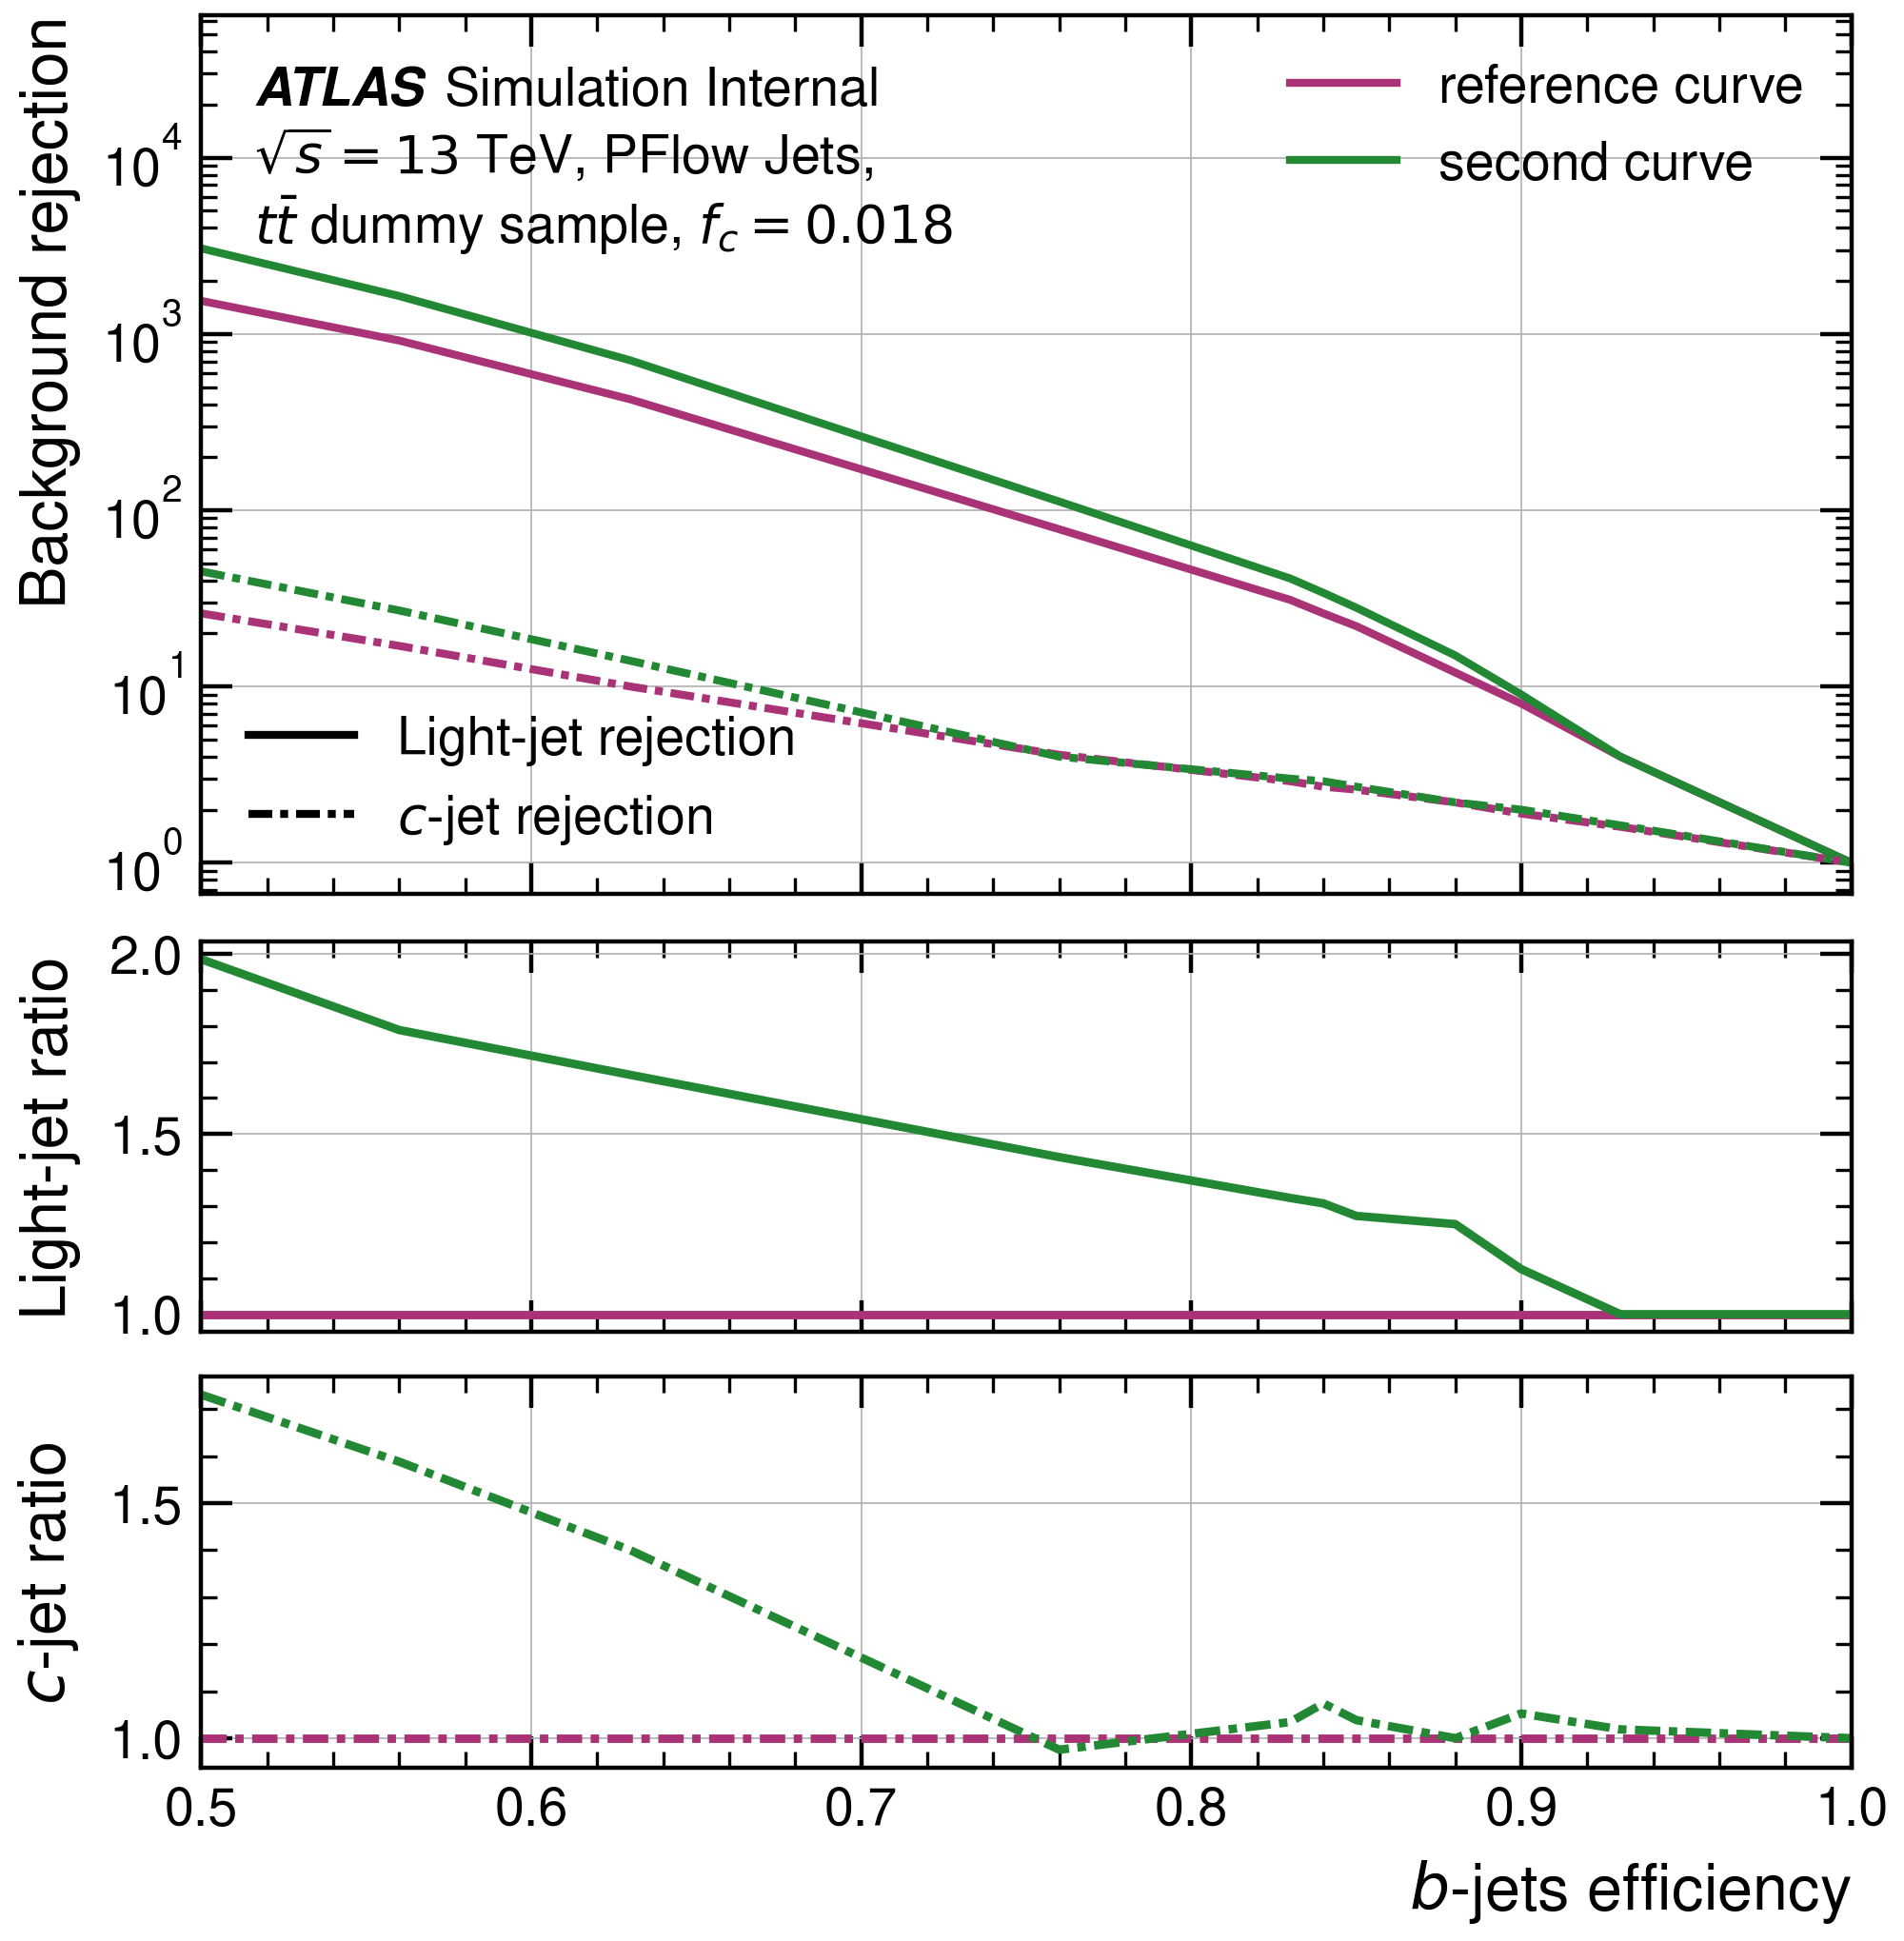 Background rejection
10^4
10^3
10^2
10^1
10^0
ATLAS Simulation Internal
√s = 13 TeV, PFlow Jets,
tt̄ dummy sample, f_c = 0.018
reference curve
second curve
Light-jet rejection
c-jet rejection
Light-jet ratio
2.0
1.5
1.0
c-jet ratio
1.5
1.0
0.5 0.6 0.7 0.8 0.9 1.0
b-jets efficiency